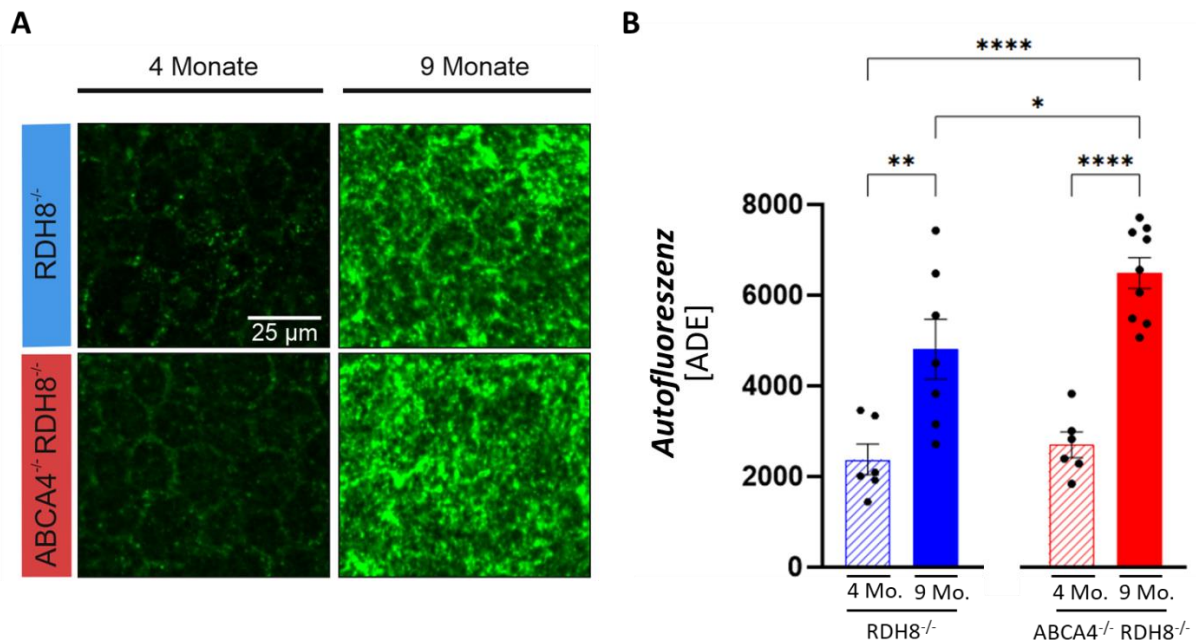 A
4 Monate
9 Monate
RDH8-/-
25 µm
ABCA4-/- RDH8-/-
B
****
*
**
****
Autofluoreszenz
[ADE]
8000
6000
4000
2000
0
4 Mo.
9 Mo.
4 Mo.
9 Mo.
RDH8-/-
ABCA4-/- RDH8-/-